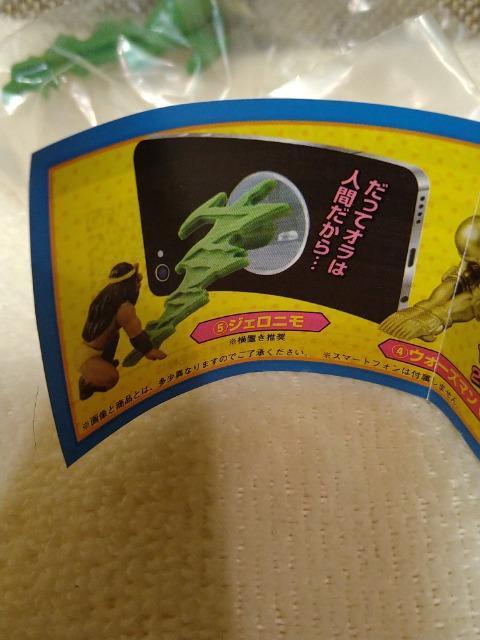 だってオラは
人間だから…
⑤ジェロニモ
※横置き推奨
④ウォーズマン
※画像と商品とは、多少異なりますのでご了承ください。 ※スマートフォンは付属しません。